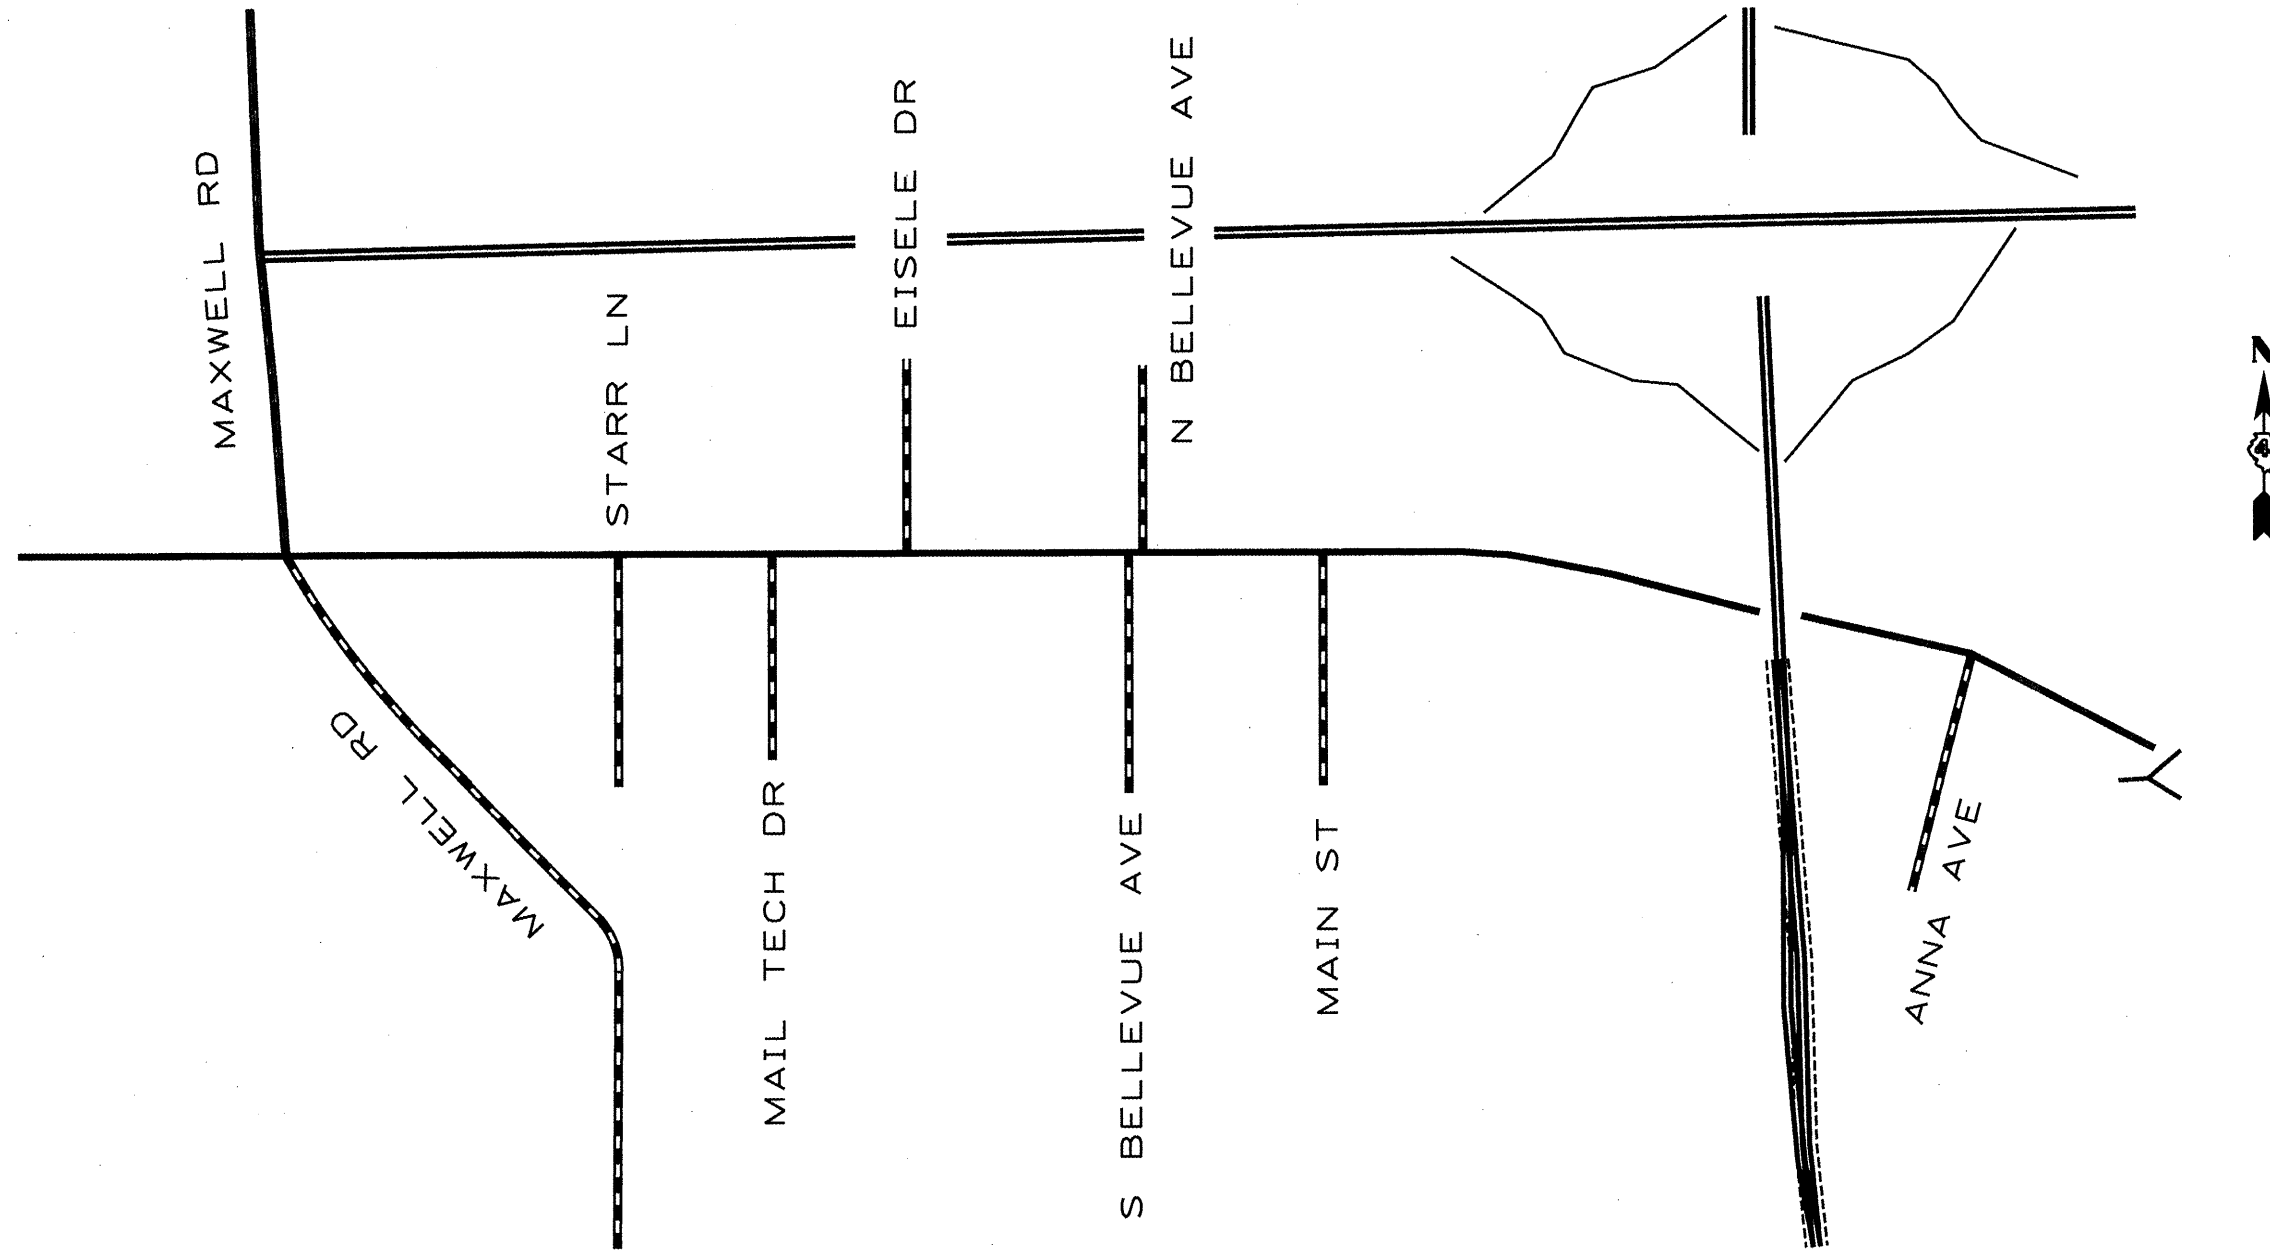 MAXWELL RD
STARR LN
EISELE DR
N BELLEVUE AVE
N
4
MAXWELL RD
MAIL TECH DR
S BELLEVUE AVE
MAIN ST
ANNA AVE